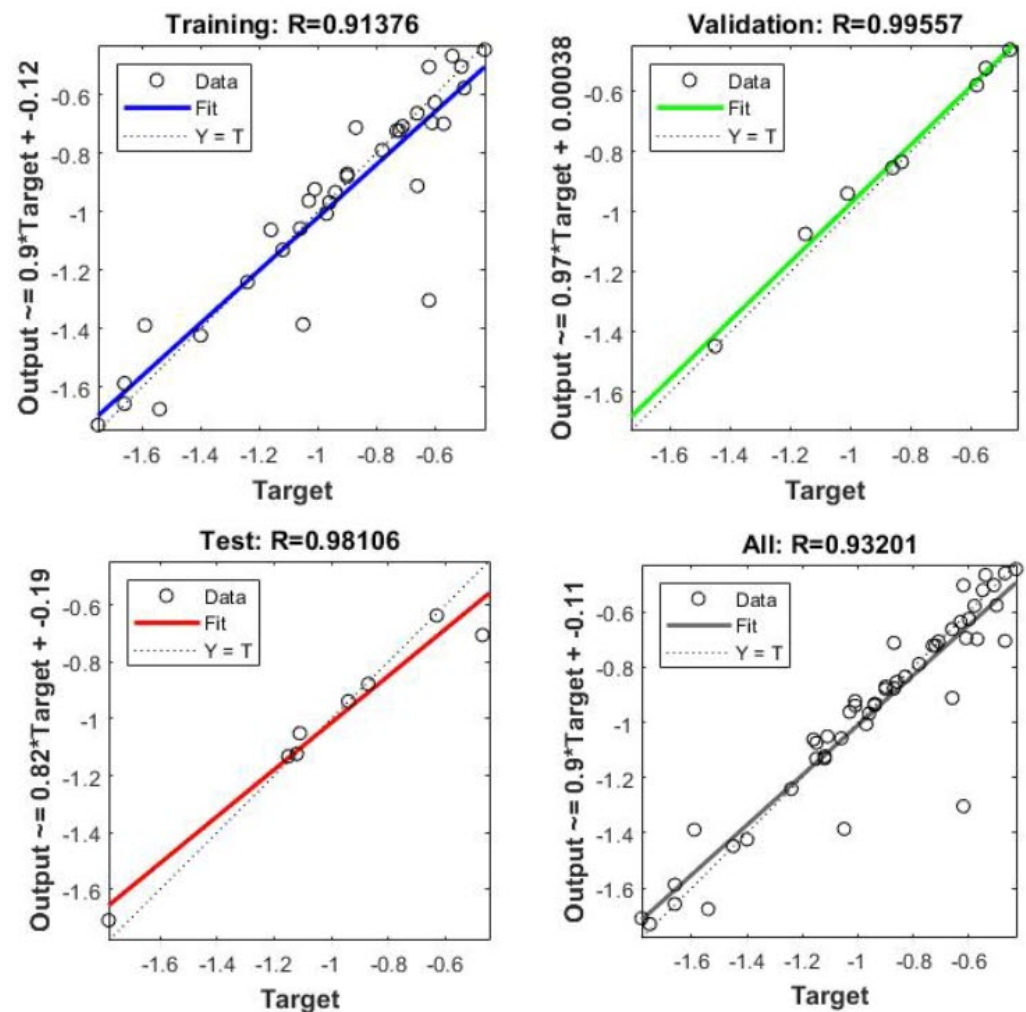 Training: R=0.91376
Output ~= 0.9*Target + -0.12
Data
Fit
Y = T
-0.6
-0.8
-1
-1.2
-1.4
-1.6
-1.6 -1.4 -1.2 -1 -0.8 -0.6
Target
Validation: R=0.99557
Output ~= 0.97*Target + 0.00038
Data
Fit
Y = T
-0.6
-0.8
-1
-1.2
-1.4
-1.6
-1.6 -1.4 -1.2 -1 -0.8 -0.6
Target
Test: R=0.98106
Output ~= 0.82*Target + -0.19
Data
Fit
Y = T
-0.6
-0.8
-1
-1.2
-1.4
-1.6
-1.6 -1.4 -1.2 -1 -0.8 -0.6
Target
All: R=0.93201
Output ~= 0.9*Target + -0.11
Data
Fit
Y = T
-0.6
-0.8
-1
-1.2
-1.4
-1.6
-1.6 -1.4 -1.2 -1 -0.8 -0.6
Target